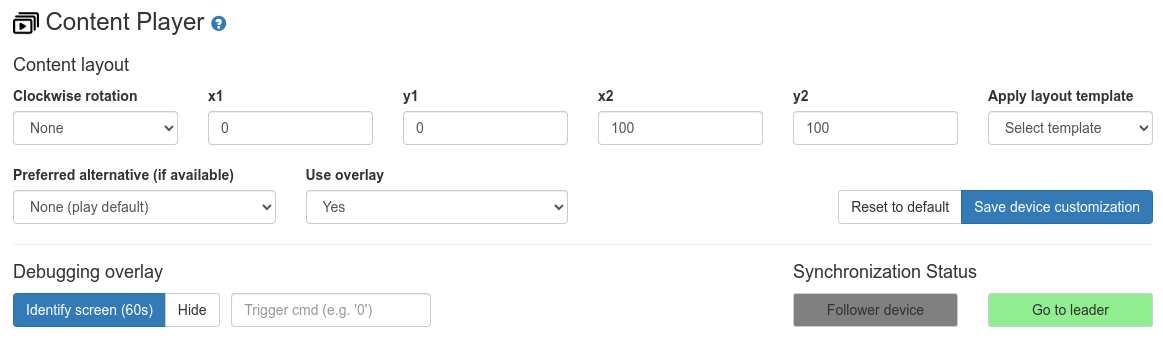 Content Player
Content layout
Clockwise rotation x1 y1 x2 y2 Apply layout template
None 0 0 100 100 Select template
Preferred alternative (if available) Use overlay
None (play default) Yes Reset to default Save device customization
Debugging overlay Synchronization Status
Identify screen (60s) Hide Trigger cmd (e.g. '0') Follower device Go to leader